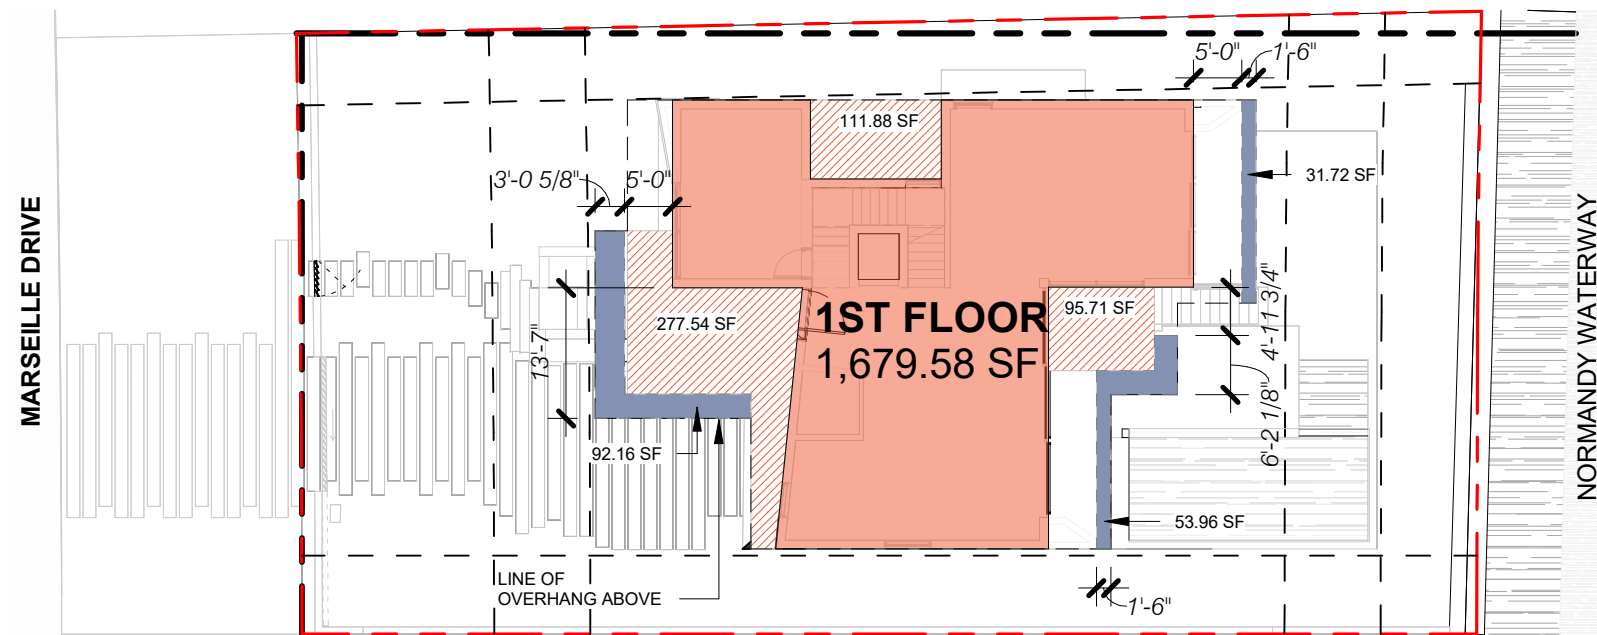 5'-0"
1'-6"
111.88 SF
3'-0 5/8"
5'-0"
31.72 SF
MARSEILLE DRIVE
NORMANDY WATERWAY
277.54 SF
1ST FLOOR
1,679.58 SF
95.71 SF
4'-11 3/4"
13'-7"
6'-2 1/8"
92.16 SF
53.96 SF
LINE OF
OVERHANG ABOVE
1'-6"